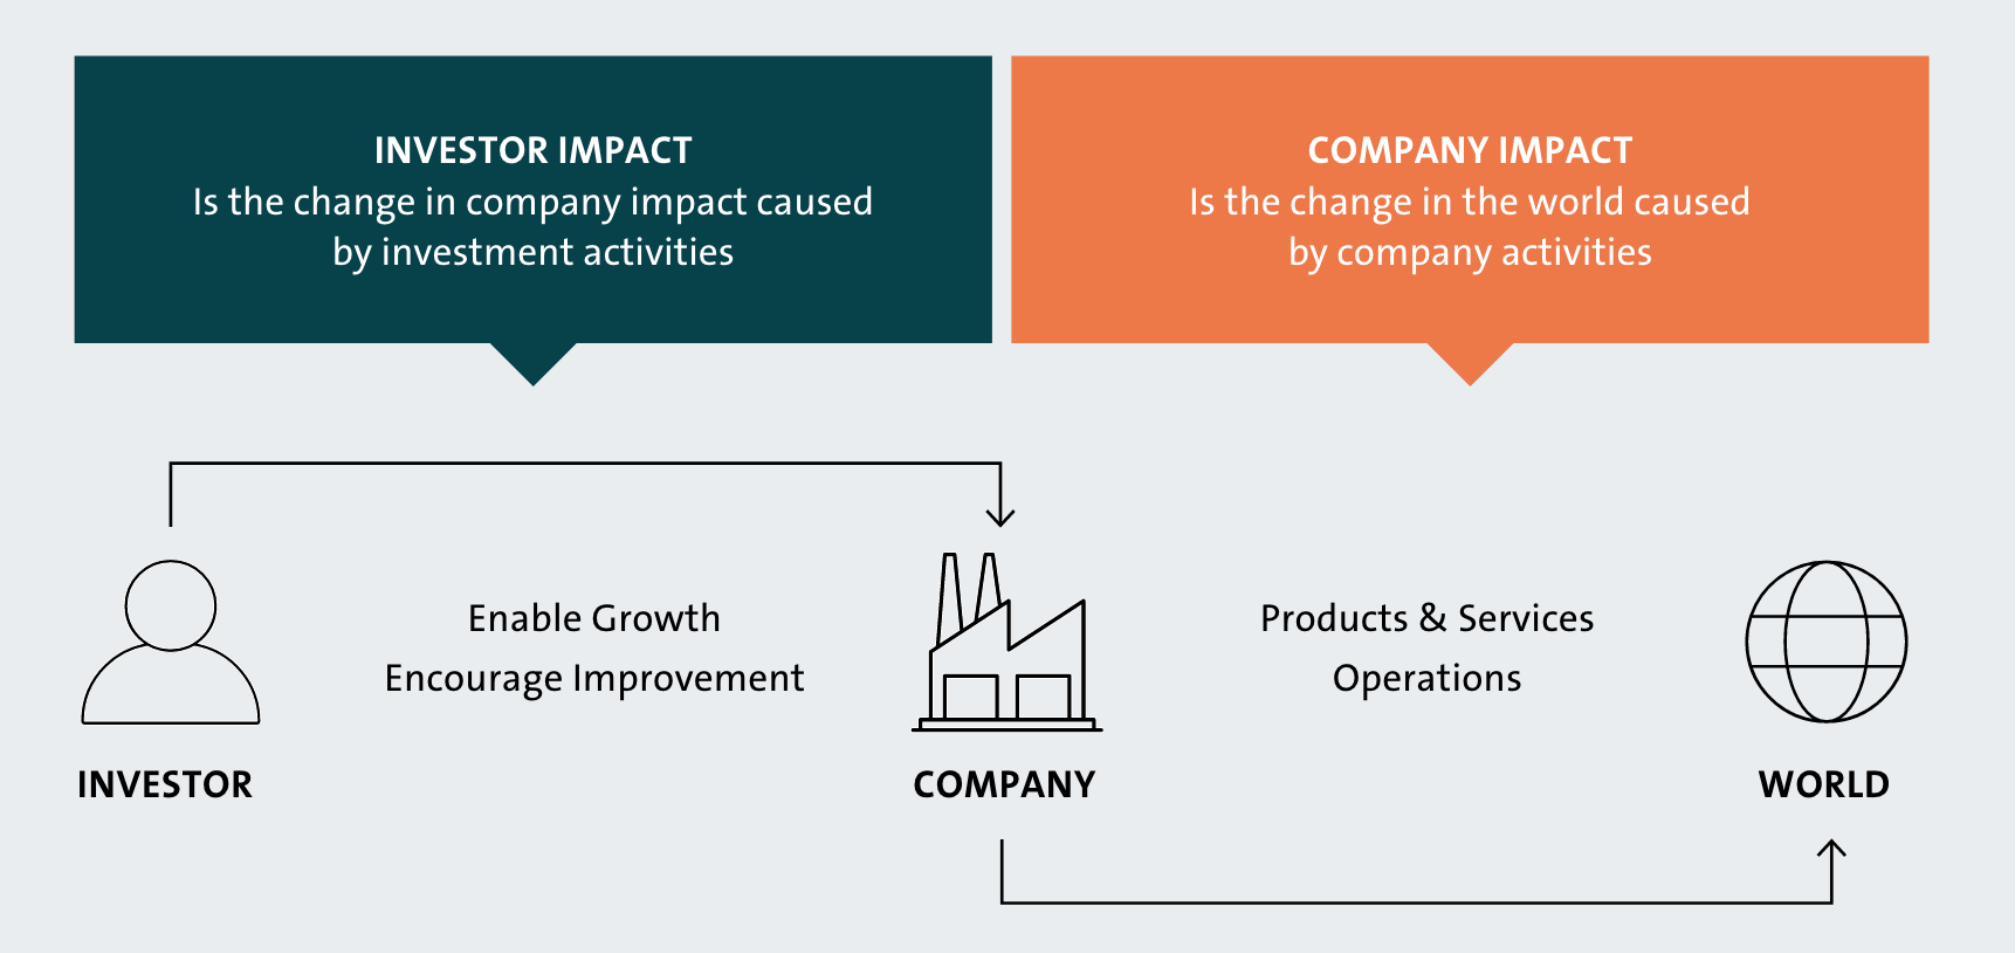 INVESTOR IMPACT
Is the change in company impact caused
by investment activities
COMPANY IMPACT
Is the change in the world caused
by company activities
Enable Growth
Encourage Improvement
Products & Services
Operations
INVESTOR
COMPANY
WORLD